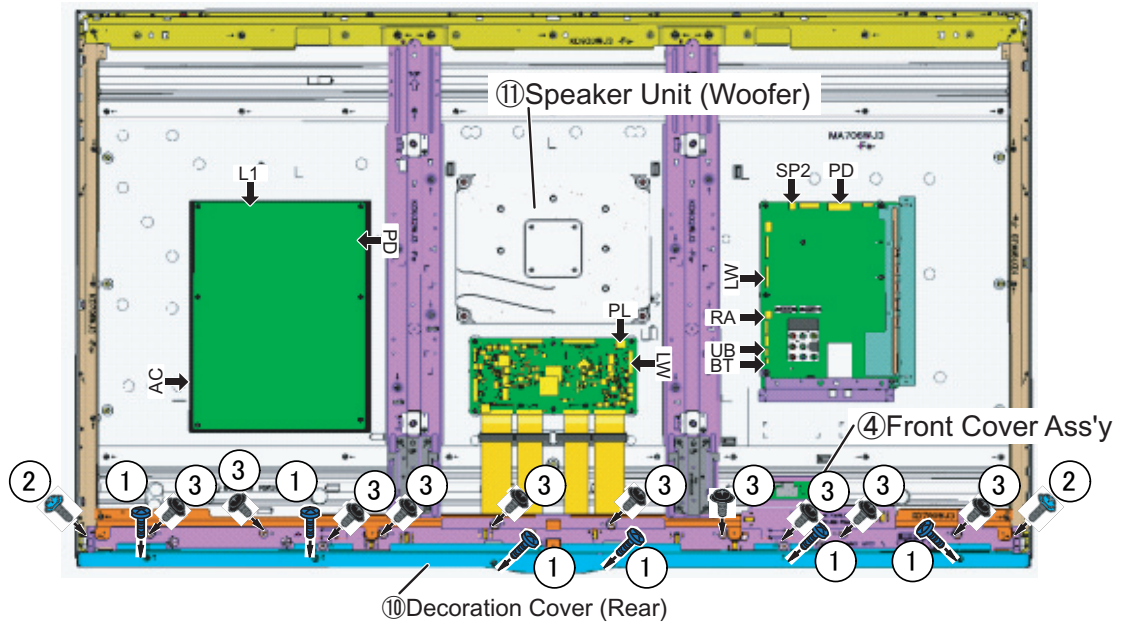 ⑪Speaker Unit (Woofer)
L1
SP2 PD
PD
LW
RA
PL
UB
LW
BT
AC
④Front Cover Ass'y
② ① ③ ③ ① ③ ③ ③ ③ ③ ③ ③ ③ ②
① ① ① ①
⑩Decoration Cover (Rear)